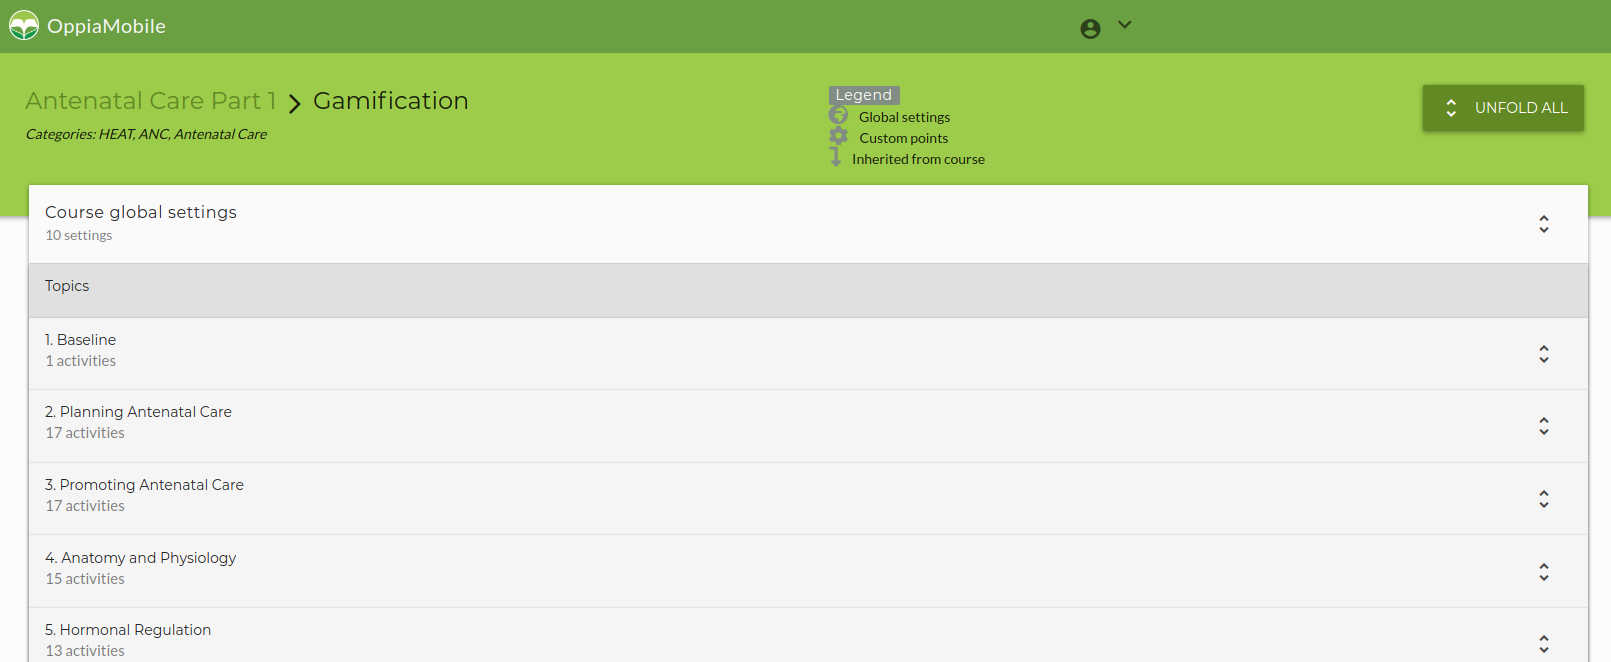 OppiaMobile
Antenatal Care Part 1 Gamification
Categories: HEAT, ANC, Antenatal Care
Legend
Global settings
Custom points
Inherited from course
UNFOLD ALL
Course global settings
10 settings
Topics
1. Baseline
1 activities
2. Planning Antenatal Care
17 activities
3. Promoting Antenatal Care
17 activities
4. Anatomy and Physiology
15 activities
5. Hormonal Regulation
13 activities